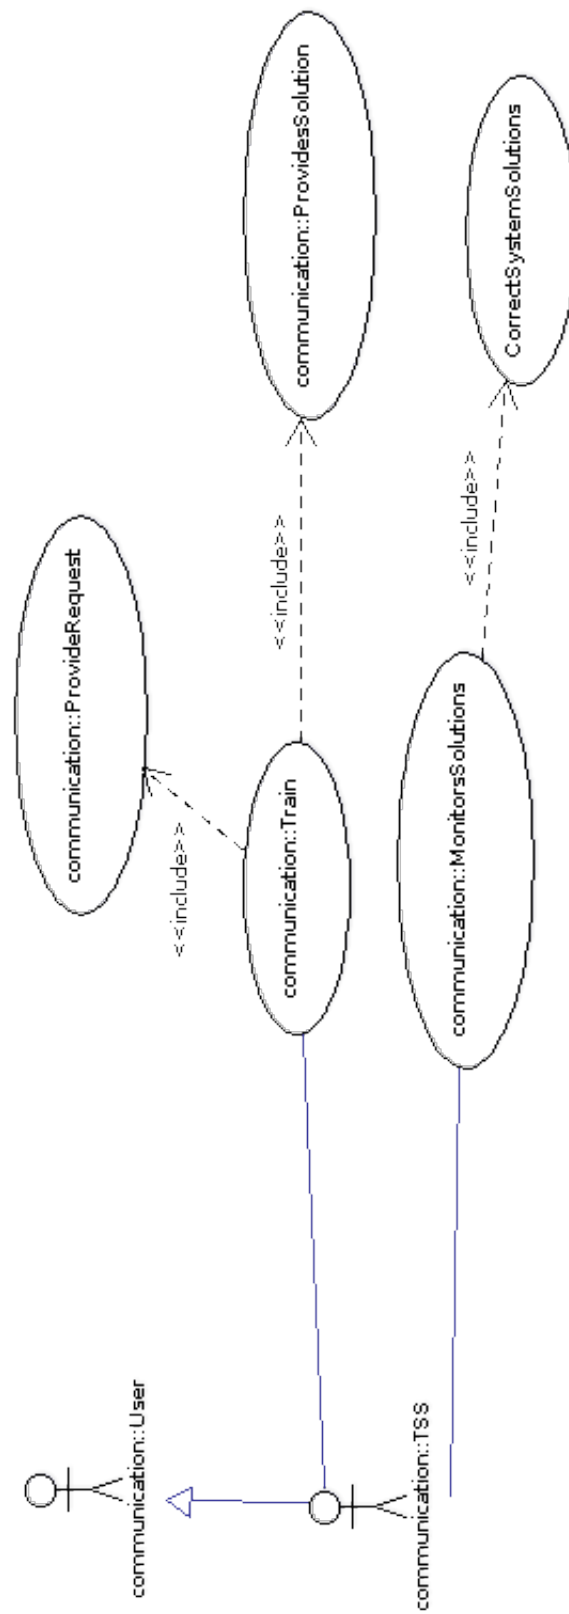 communication::User
communication::ProvideRequest
<<include>>
communication::Train
<<include>>
communication::ProvidesSolution
communication::TSS
communication::MonitorsSolutions
<<include>>
CorrectSystemSolutions